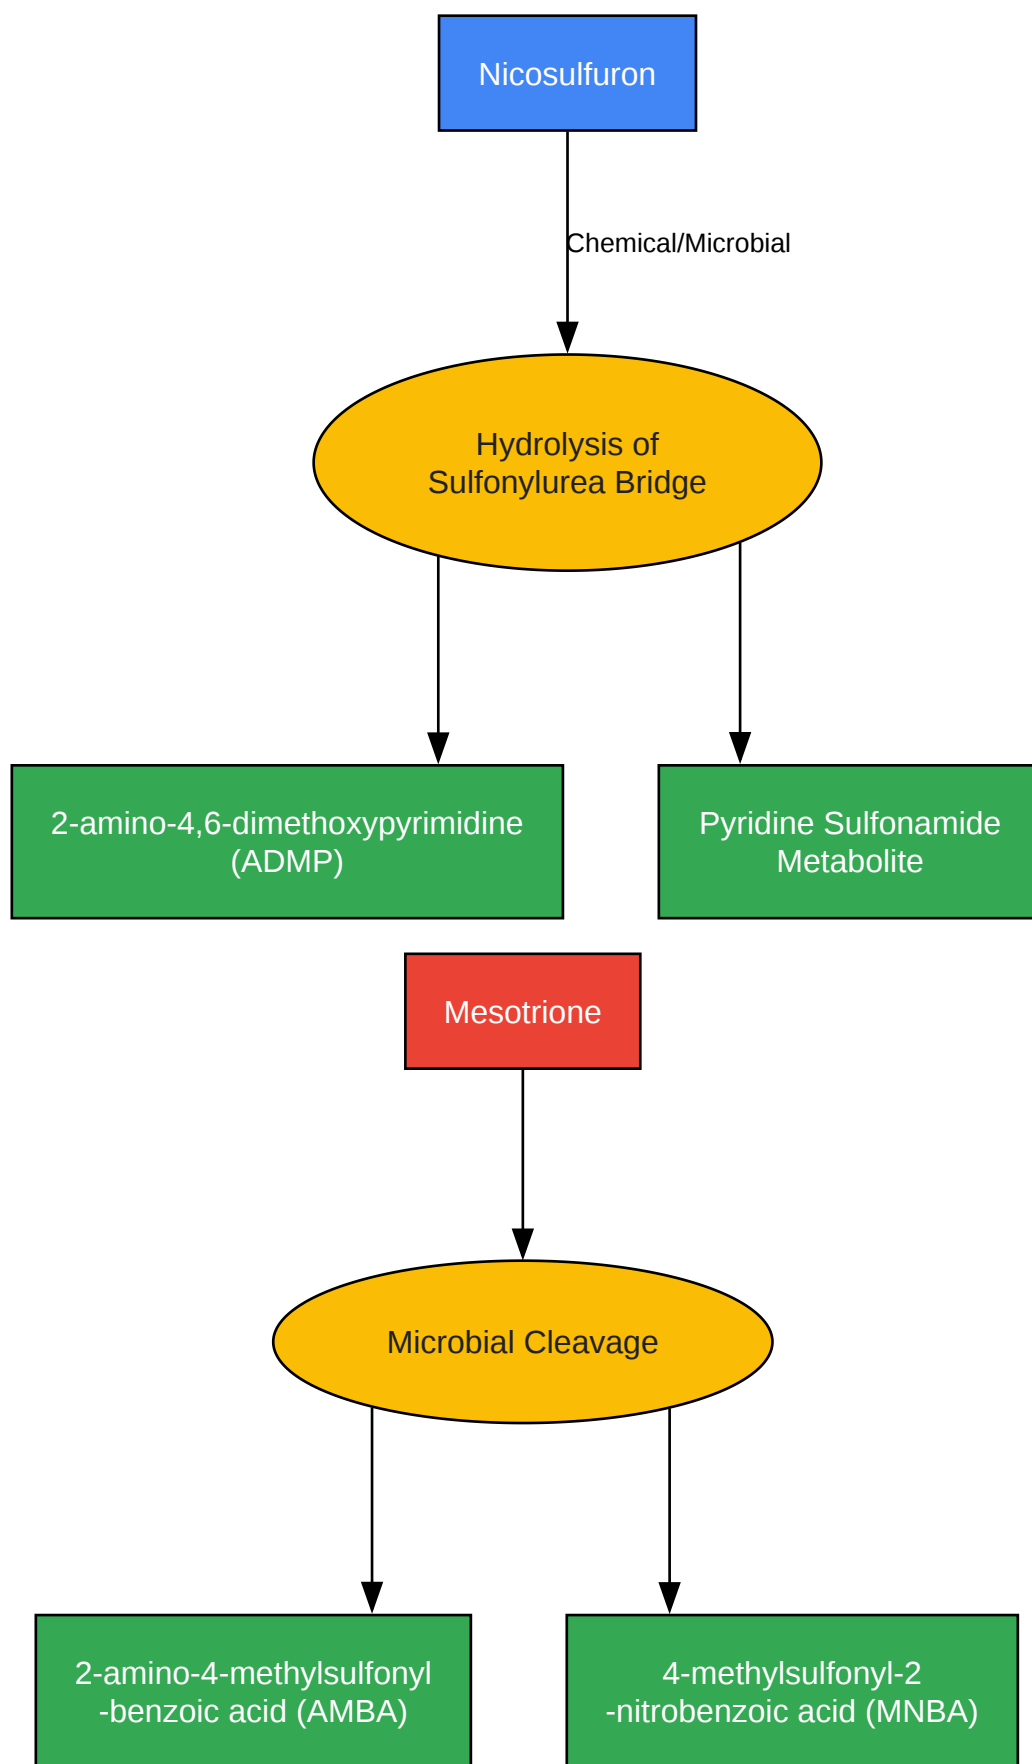 Nicosulfuron
Chemical/Microbial
Hydrolysis of
Sulfonylurea Bridge
2-amino-4,6-dimethoxypyrimidine
(ADMP)
Pyridine Sulfonamide
Metabolite
Mesotrione
Microbial Cleavage
2-amino-4-methylsulfonyl
-benzoic acid (AMBA)
4-methylsulfonyl-2
-nitrobenzoic acid (MNBA)